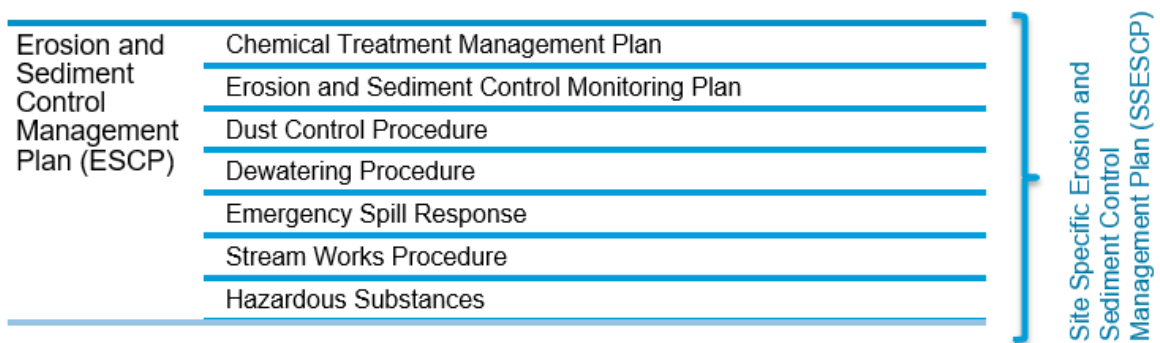 Erosion and
Sediment
Control
Management
Plan (ESCP)
Chemical Treatment Management Plan
Erosion and Sediment Control Monitoring Plan
Dust Control Procedure
Dewatering Procedure
Emergency Spill Response
Stream Works Procedure
Hazardous Substances
Site Specific Erosion and
Sediment Control
Management Plan (SSESCP)